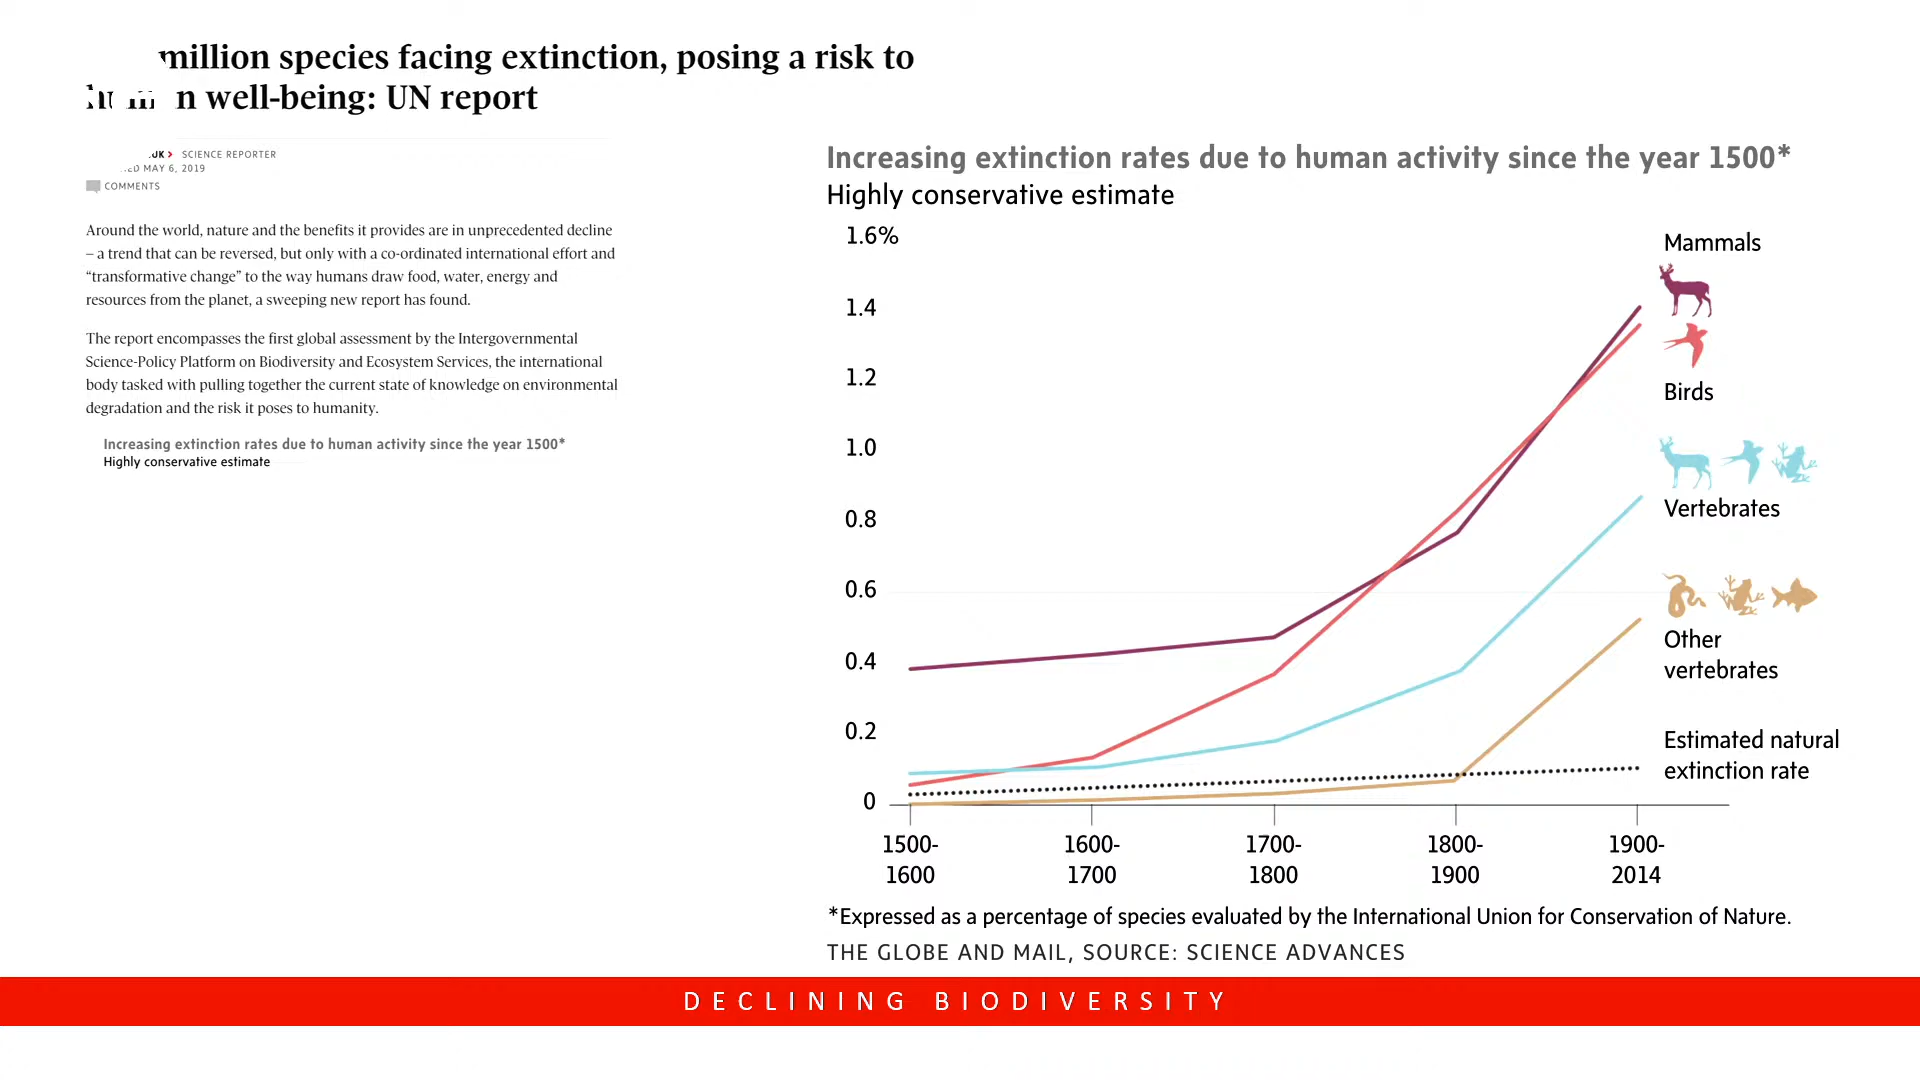 million species facing extinction, posing a risk to
n well-being: UN report
SCIENCE REPORTER
MAY 6, 2019
COMMENTS
Around the world, nature and the benefits it provides are in unprecedented decline
– a trend that can be reversed, but only with a co-ordinated international effort and
“transformative change” to the way humans draw food, water, energy and
resources from the planet, a sweeping new report has found.
The report encompasses the first global assessment by the Intergovernmental
Science-Policy Platform on Biodiversity and Ecosystem Services, the international
body tasked with pulling together the current state of knowledge on environmental
degradation and the risk it poses to humanity.
Increasing extinction rates due to human activity since the year 1500*
Highly conservative estimate
Increasing extinction rates due to human activity since the year 1500*
Highly conservative estimate
1.6%
1.4
1.2
1.0
0.8
0.6
0.4
0.2
0
Mammals
Birds
Vertebrates
Other
vertebrates
Estimated natural
extinction rate
1500-
1600
1600-
1700
1700-
1800
1800-
1900
1900-
2014
*Expressed as a percentage of species evaluated by the International Union for Conservation of Nature.
THE GLOBE AND MAIL, SOURCE: SCIENCE ADVANCES
DECLINING BIODIVERSITY